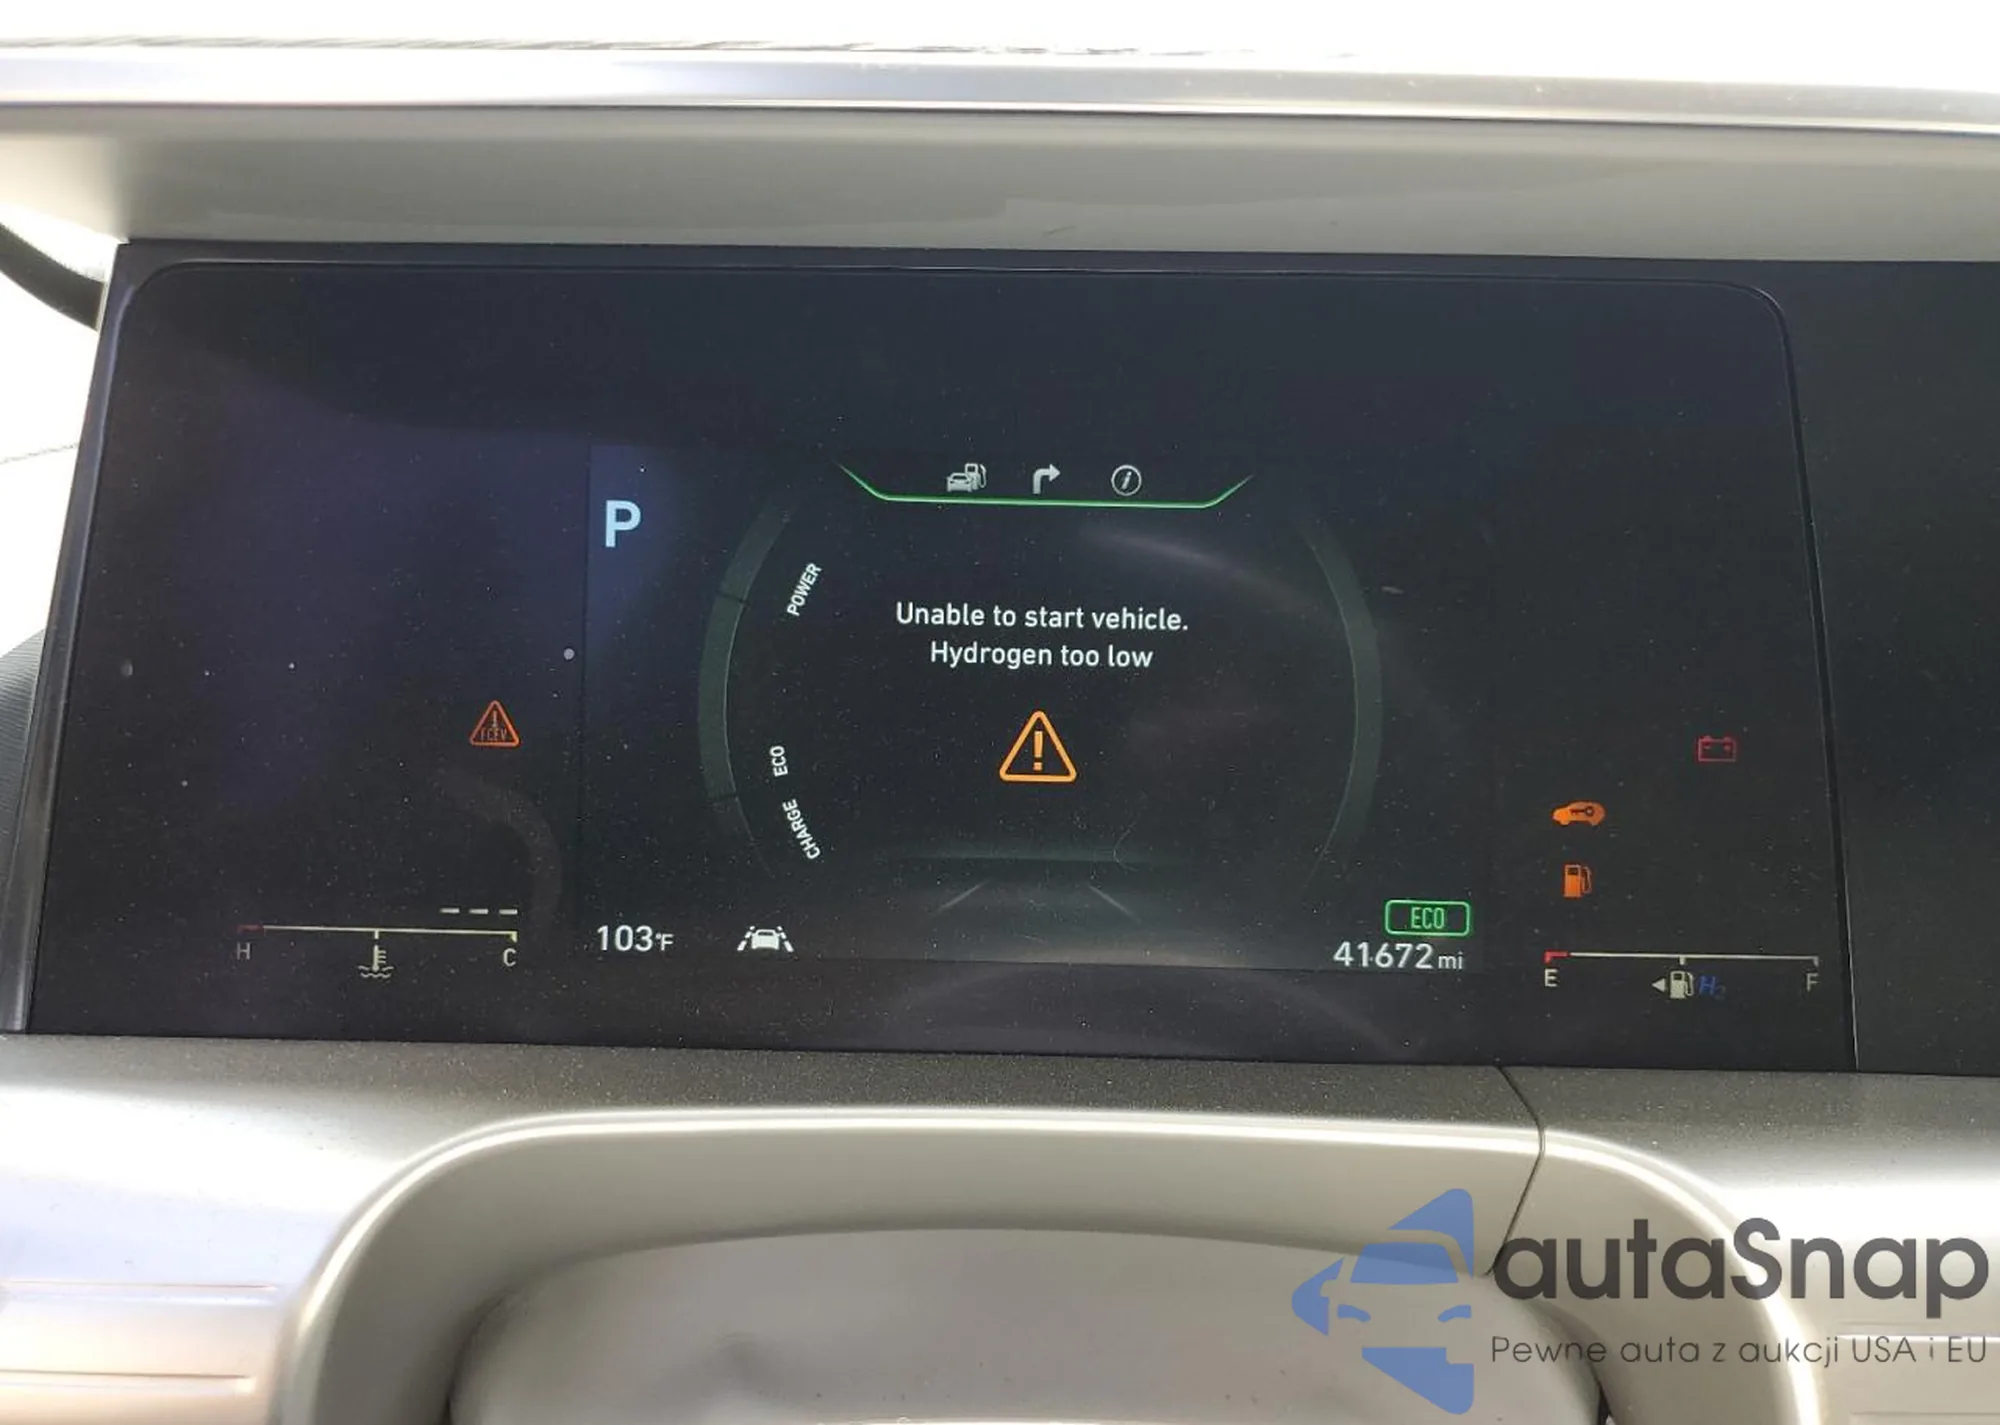 P
POWER
Unable to start vehicle.
Hydrogen too low
FCEV
ECO
CHARGE
H
C
103°F
ECO
41672 mi
E
H₂
F
autaSnap
Pewne auta z aukcji USA i EU